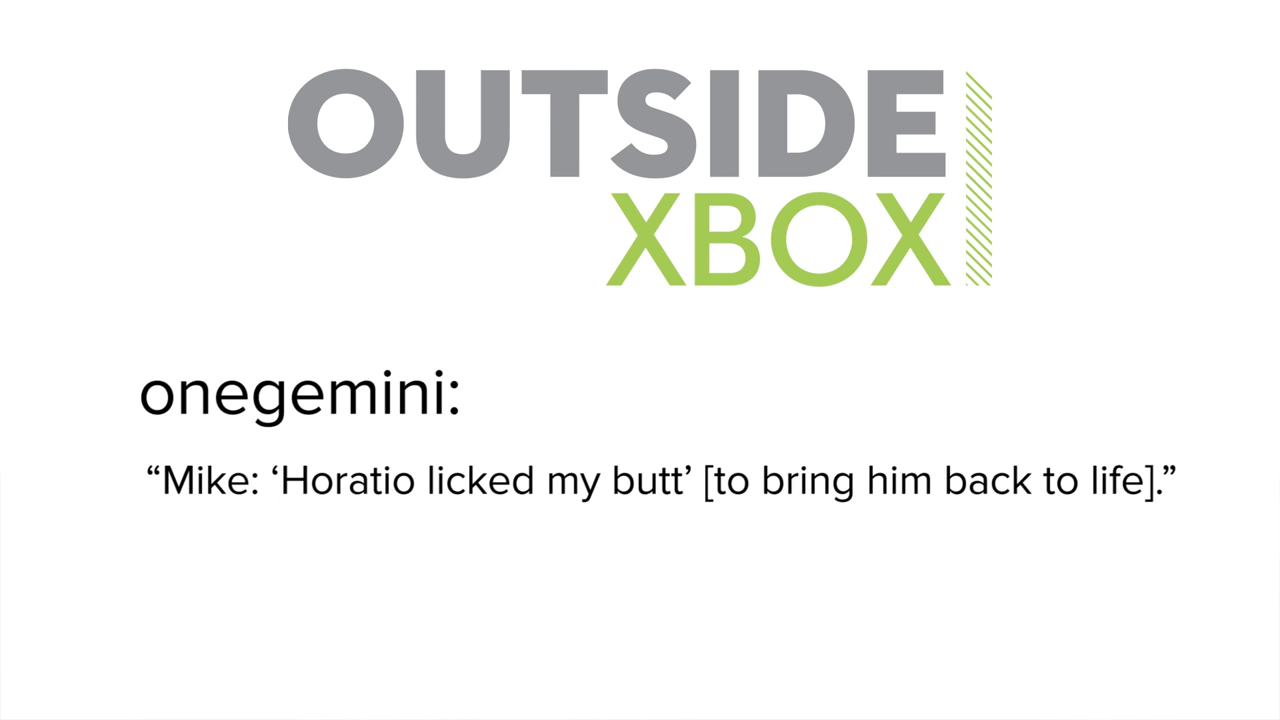 OUTSIDE
XBOX
onegemini:
“Mike: ‘Horatio licked my butt’ [to bring him back to life].”